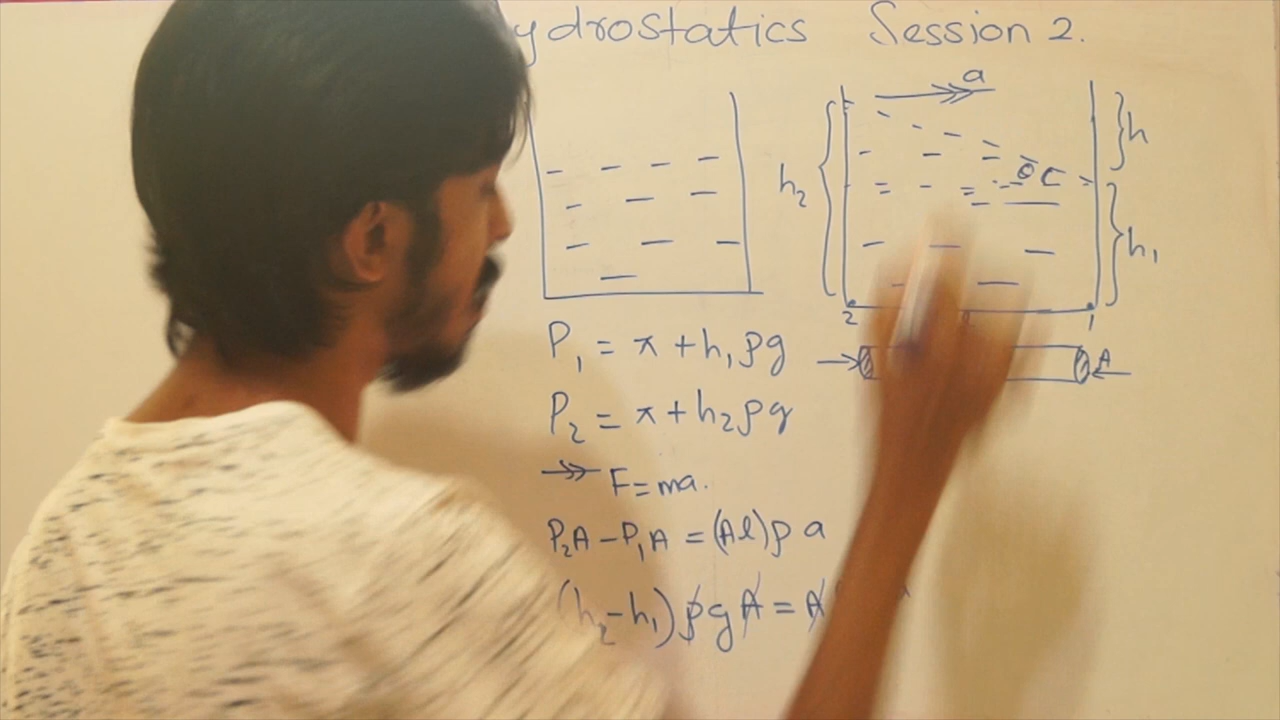 ydrostatics Session 2.
a
h
h₂
θ
h₁
2
1
A
P₁ = π + h₁ρg
P₂ = π + h₂ρg
F = ma.
P₂A - P₁A = (Al)ρ a
(h₂ - h₁)ρgA = A